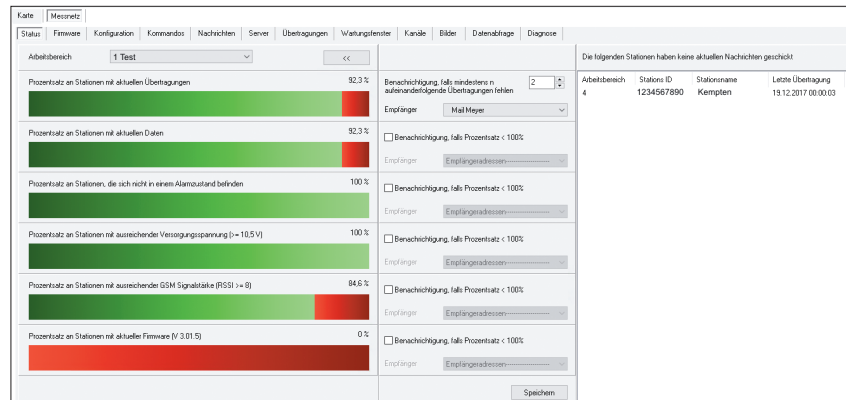 Karte Messnetz
Status Firmware Konfiguration Kommandos Nachrichten Server Übertragungen Wartungsfenster Kanäle Bilder Datenabfrage Diagnose
Arbeitsbereich 1 Test <<
Prozentsatz an Stationen mit aktuellen Übertragungen 92,3 %
Prozentsatz an Stationen mit aktuellen Daten 92,3 %
Prozentsatz an Stationen, die sich nicht in einem Alarmzustand befinden 100 %
Prozentsatz an Stationen mit ausreichender Versorgungsspannung (>= 10,5 V) 100 %
Prozentsatz an Stationen mit ausreichender GSM Signalstärke (RSSI >= 8) 84,6 %
Prozentsatz an Stationen mit aktueller Firmware (V 3.01.5) 0 %
Benachrichtigung, falls mindestens n
aufeinanderfolgende Übertragungen fehlen 2
Empfänger Mail Meyer
Benachrichtigung, falls Prozentsatz < 100%
Empfänger Empfängeradressen--------------------
Benachrichtigung, falls Prozentsatz < 100%
Empfänger Empfängeradressen--------------------
Benachrichtigung, falls Prozentsatz < 100%
Empfänger Empfängeradressen--------------------
Benachrichtigung, falls Prozentsatz < 100%
Empfänger Empfängeradressen--------------------
Benachrichtigung, falls Prozentsatz < 100%
Empfänger Empfängeradressen--------------------
Speichern
Die folgenden Stationen haben keine aktuellen Nachrichten geschickt
Arbeitsbereich Stations ID Stationsname Letzte Übertragung
4 1234567890 Kempten 19.12.2017 00:00:03